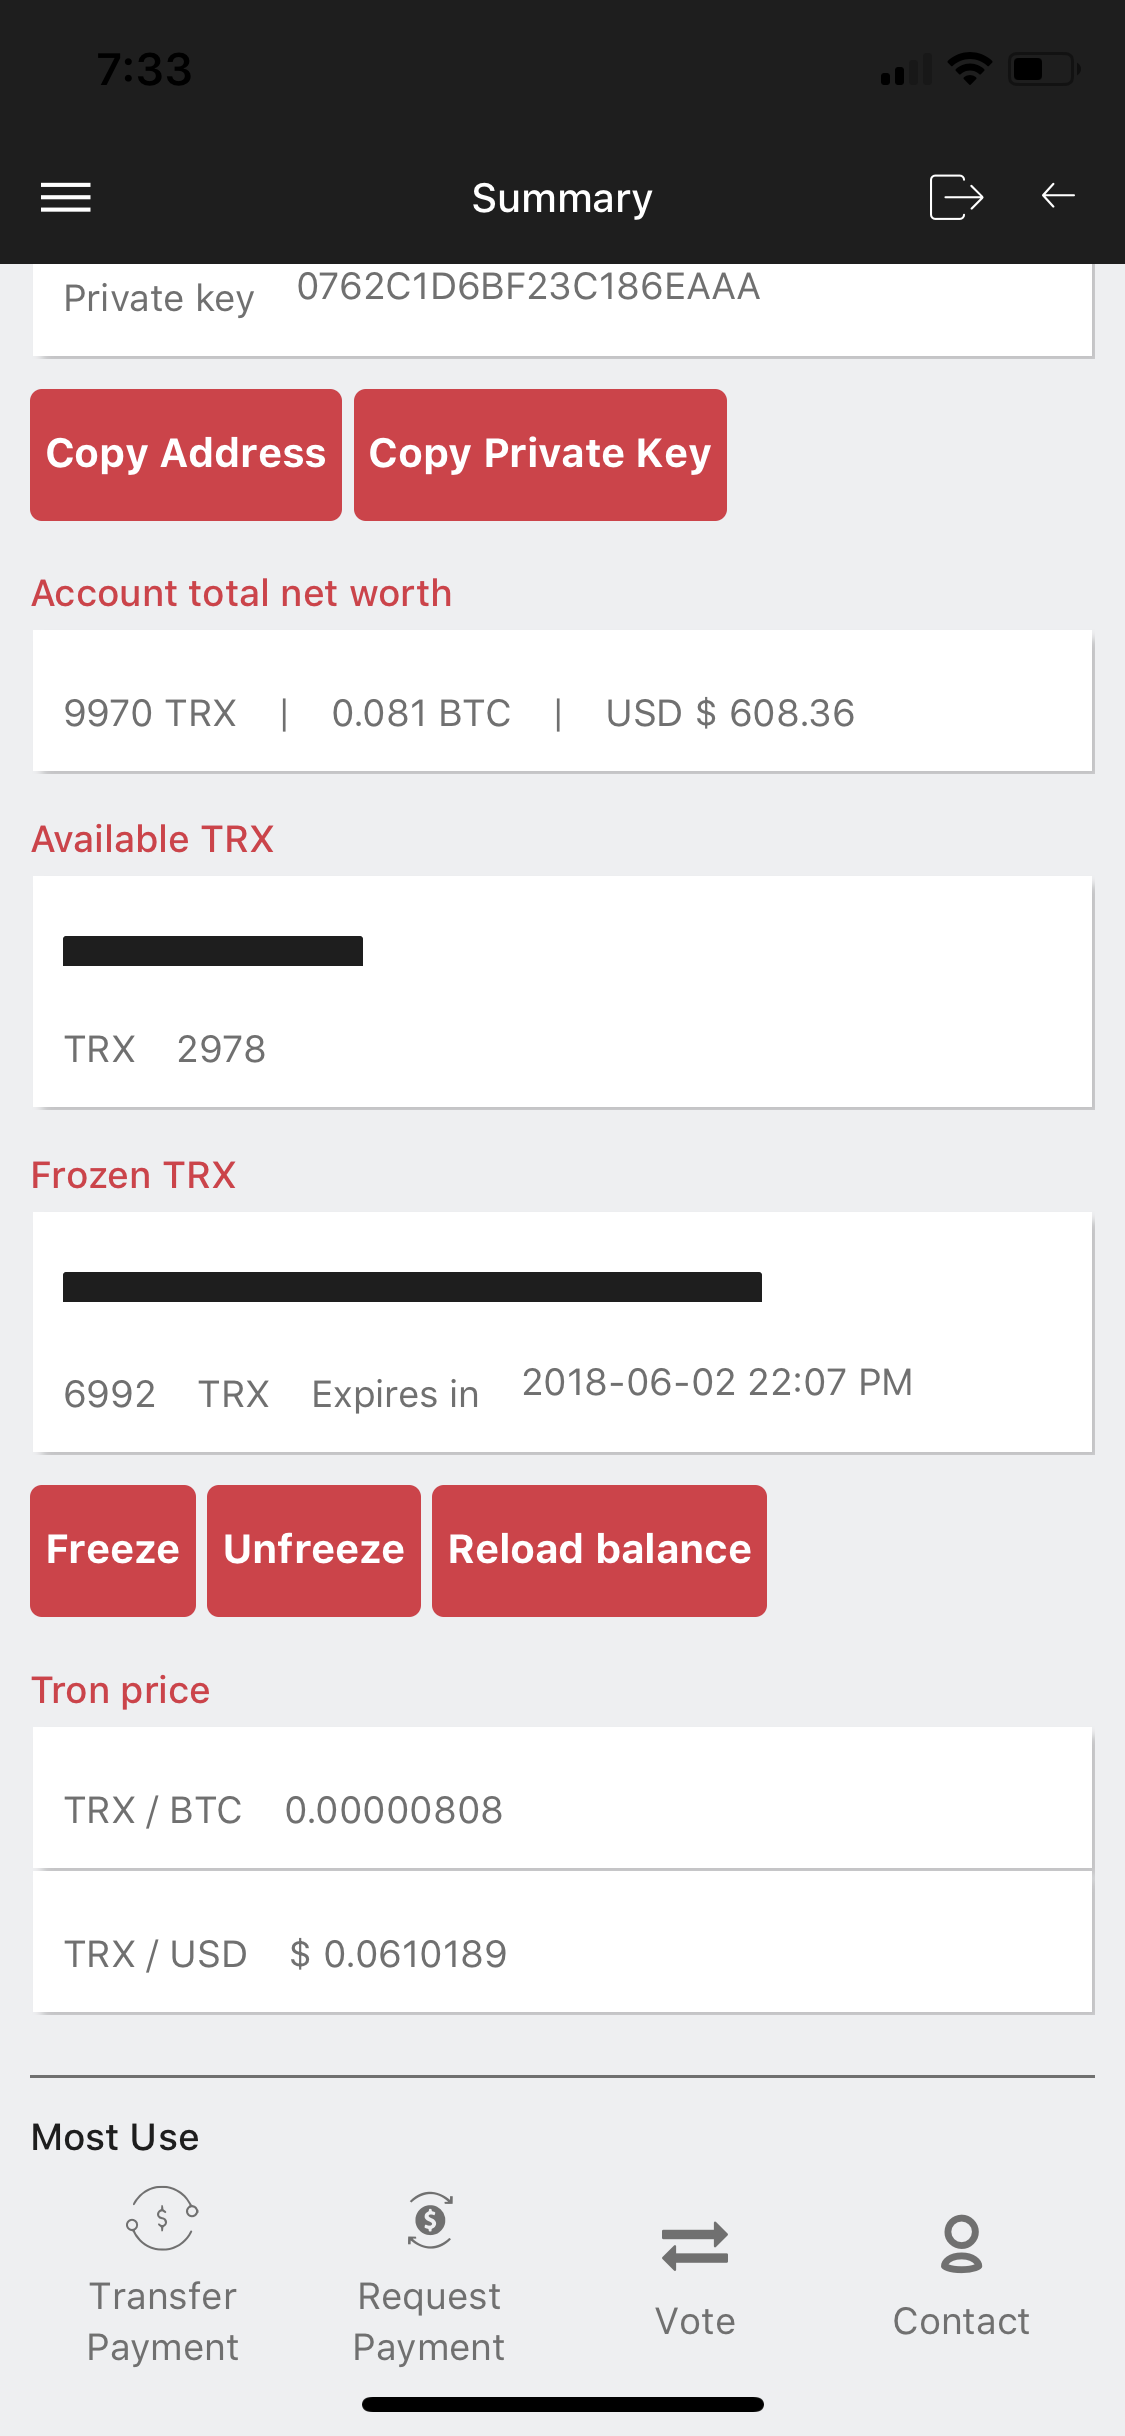 7:33
Summary
Private key 0762C1D6BF23C186EAAA
Copy Address Copy Private Key
Account total net worth
9970 TRX | 0.081 BTC | USD $ 608.36
Available TRX
TRX 2978
Frozen TRX
6992 TRX Expires in 2018-06-02 22:07 PM
Freeze Unfreeze Reload balance
Tron price
TRX / BTC 0.00000808
TRX / USD $ 0.0610189
Most Use
Transfer Payment
Request Payment
Vote
Contact